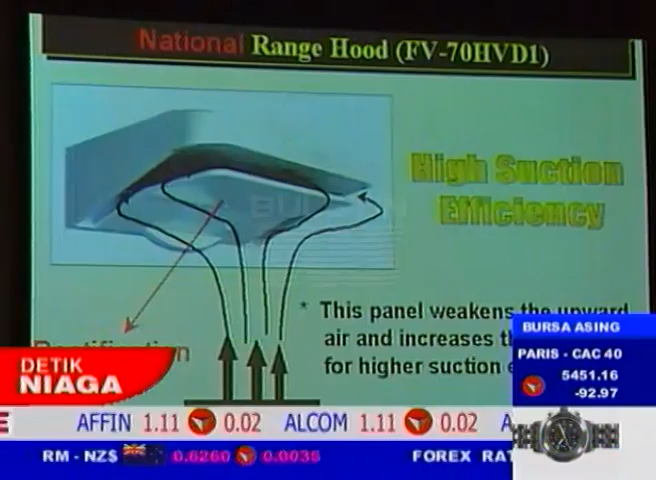 National Range Hood (FV-70HVD1)
High Suction
Efficiency
* This panel weakens the upward
air and increases th
for higher suction e
BURSA ASING
PARIS - CAC 40
5451.16
-92.97
DETIK
NIAGA
E AFFIN 1.11 0.02 ALCOM 1.11 0.02 A
RM - NZ$ 0.6260 0.0035 FOREX RAT